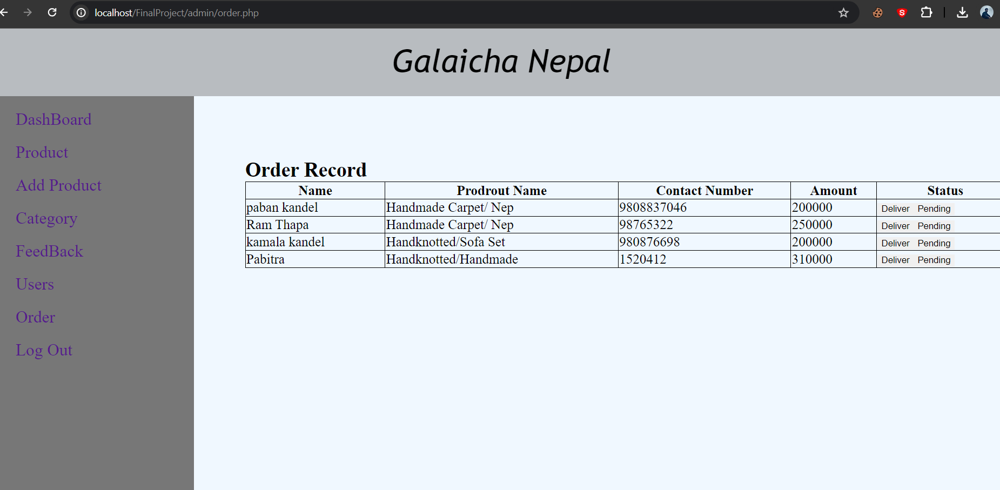 localhost/FinalProject/admin/order.php
Galaicha Nepal
DashBoard
Product
Add Product
Category
FeedBack
Users
Order
Log Out
Order Record
Name Prodrout Name Contact Number Amount Status
paban kandel Handmade Carpet/ Nep 9808837046 200000 Deliver Pending
Ram Thapa Handmade Carpet/ Nep 98765322 250000 Deliver Pending
kamala kandel Handknotted/Sofa Set 980876698 200000 Deliver Pending
Pabitra Handknotted/Handmade 1520412 310000 Deliver Pending